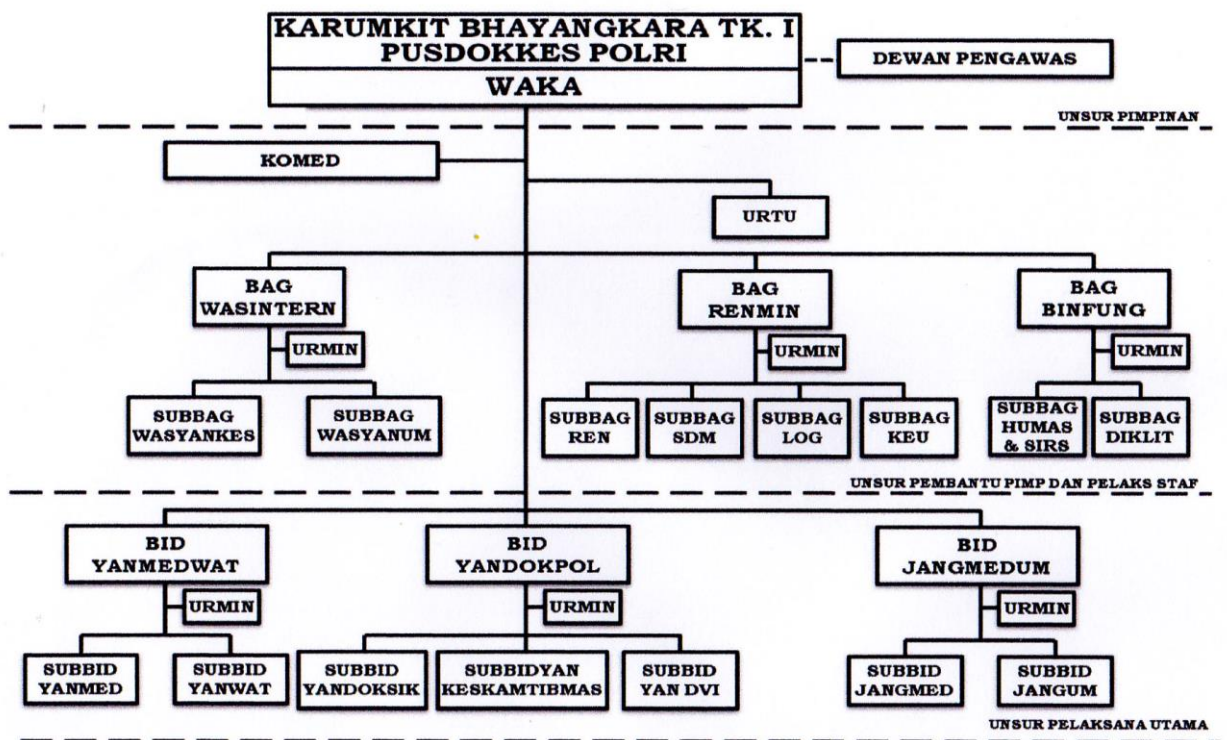 KARUMKIT BHAYANGKARA TK. I
PUSDOKKES POLRI
WAKA
DEWAN PENGAWAS
UNSUR PIMPINAN
KOMED
URTU
BAG
WASINTERN
BAG
RENMIN
BAG
BINFUNG
URMIN
URMIN
URMIN
SUBBAG
WASYANKES
SUBBAG
WASYANUM
SUBBAG
REN
SUBBAG
SDM
SUBBAG
LOG
SUBBAG
KEU
SUBBAG
HUMAS
& SIRS
SUBBAG
DIKLIT
UNSUR PEMBANTU PIMP DAN PELAKS STAF
BID
YANMEDWAT
BID
YANDOKPOL
BID
JANGMEDUM
URMIN
URMIN
URMIN
SUBBID
YANMED
SUBBID
YANWAT
SUBBID
YANDOKSIK
SUBBIDYAN
KESKAMTIBMAS
SUBBID
YAN DVI
SUBBID
JANGMED
SUBBID
JANGUM
UNSUR PELAKSANA UTAMA